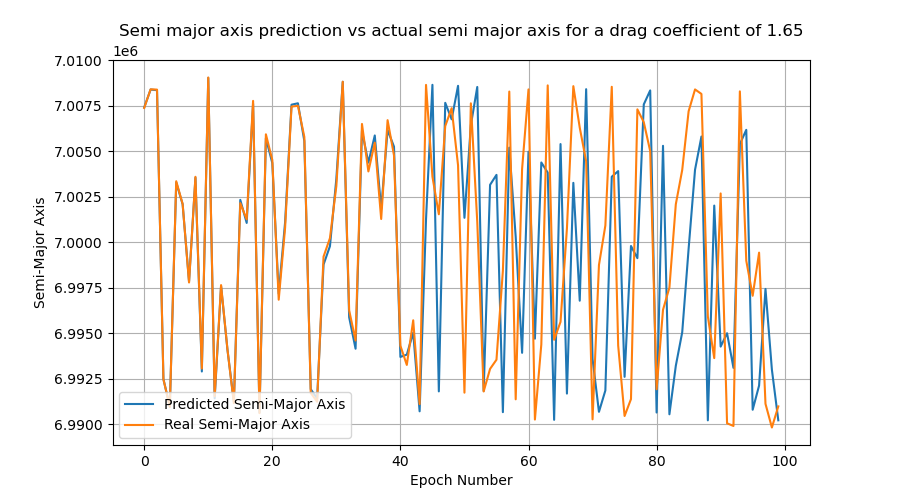 Semi major axis prediction vs actual semi major axis for a drag coefficient of 1.65
1e6
7.0100
7.0075
7.0050
7.0025
7.0000
6.9975
6.9950
6.9925
6.9900
Semi-Major Axis
Predicted Semi-Major Axis
Real Semi-Major Axis
0 20 40 60 80 100
Epoch Number